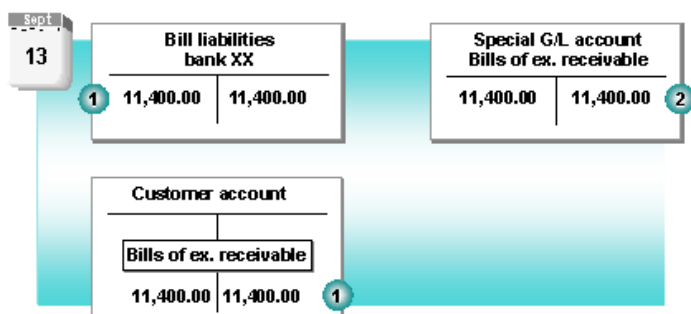 Sept
13
Bill liabilities
bank XX
1 11,400.00 11,400.00
Special G/L account
Bills of ex. receivable
11,400.00 11,400.00 2
Customer account
Bills of ex. receivable
11,400.00 11,400.00 1